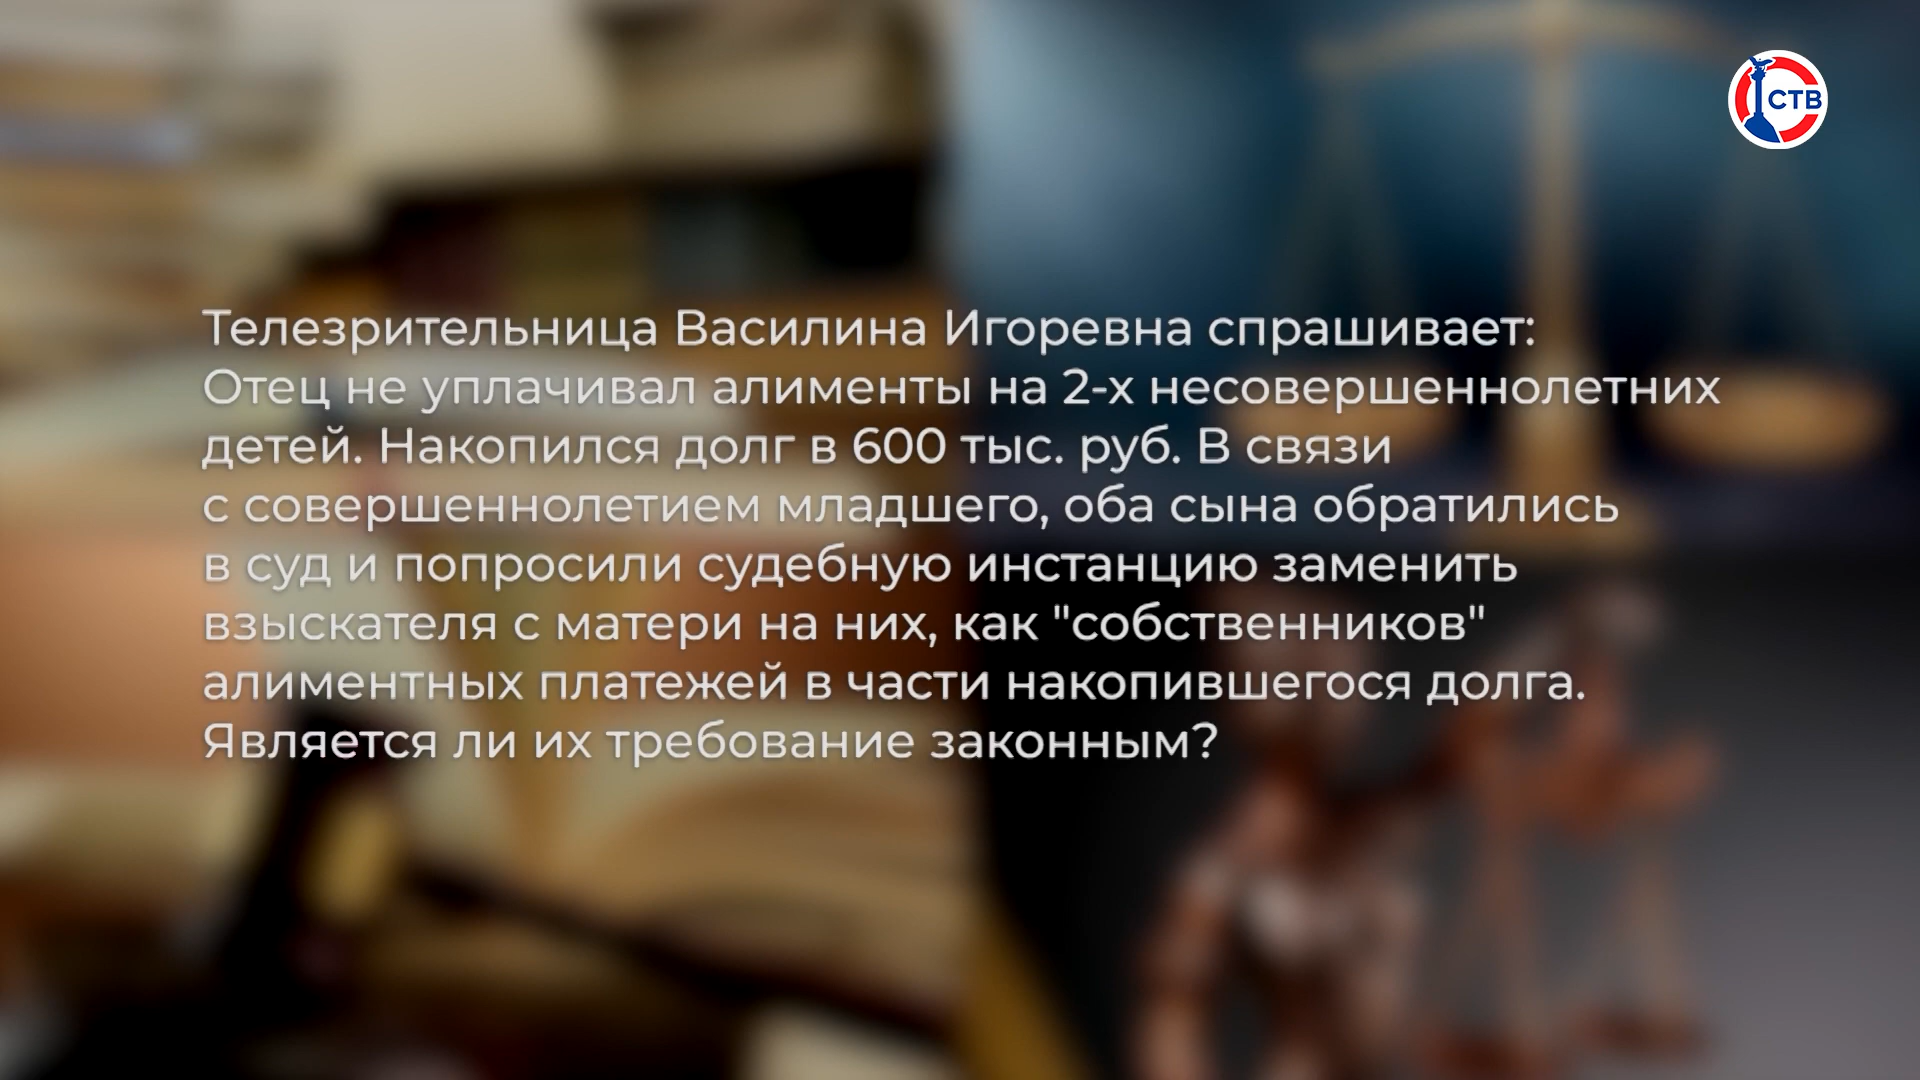 СТВ
Телезрительница Василина Игоревна спрашивает:
Отец не уплачивал алименты на 2-х несовершеннолетних
детей. Накопился долг в 600 тыс. руб. В связи
с совершеннолетием младшего, оба сына обратились
в суд и попросили судебную инстанцию заменить
взыскателя с матери на них, как "собственников"
алиментных платежей в части накопившегося долга.
Является ли их требование законным?